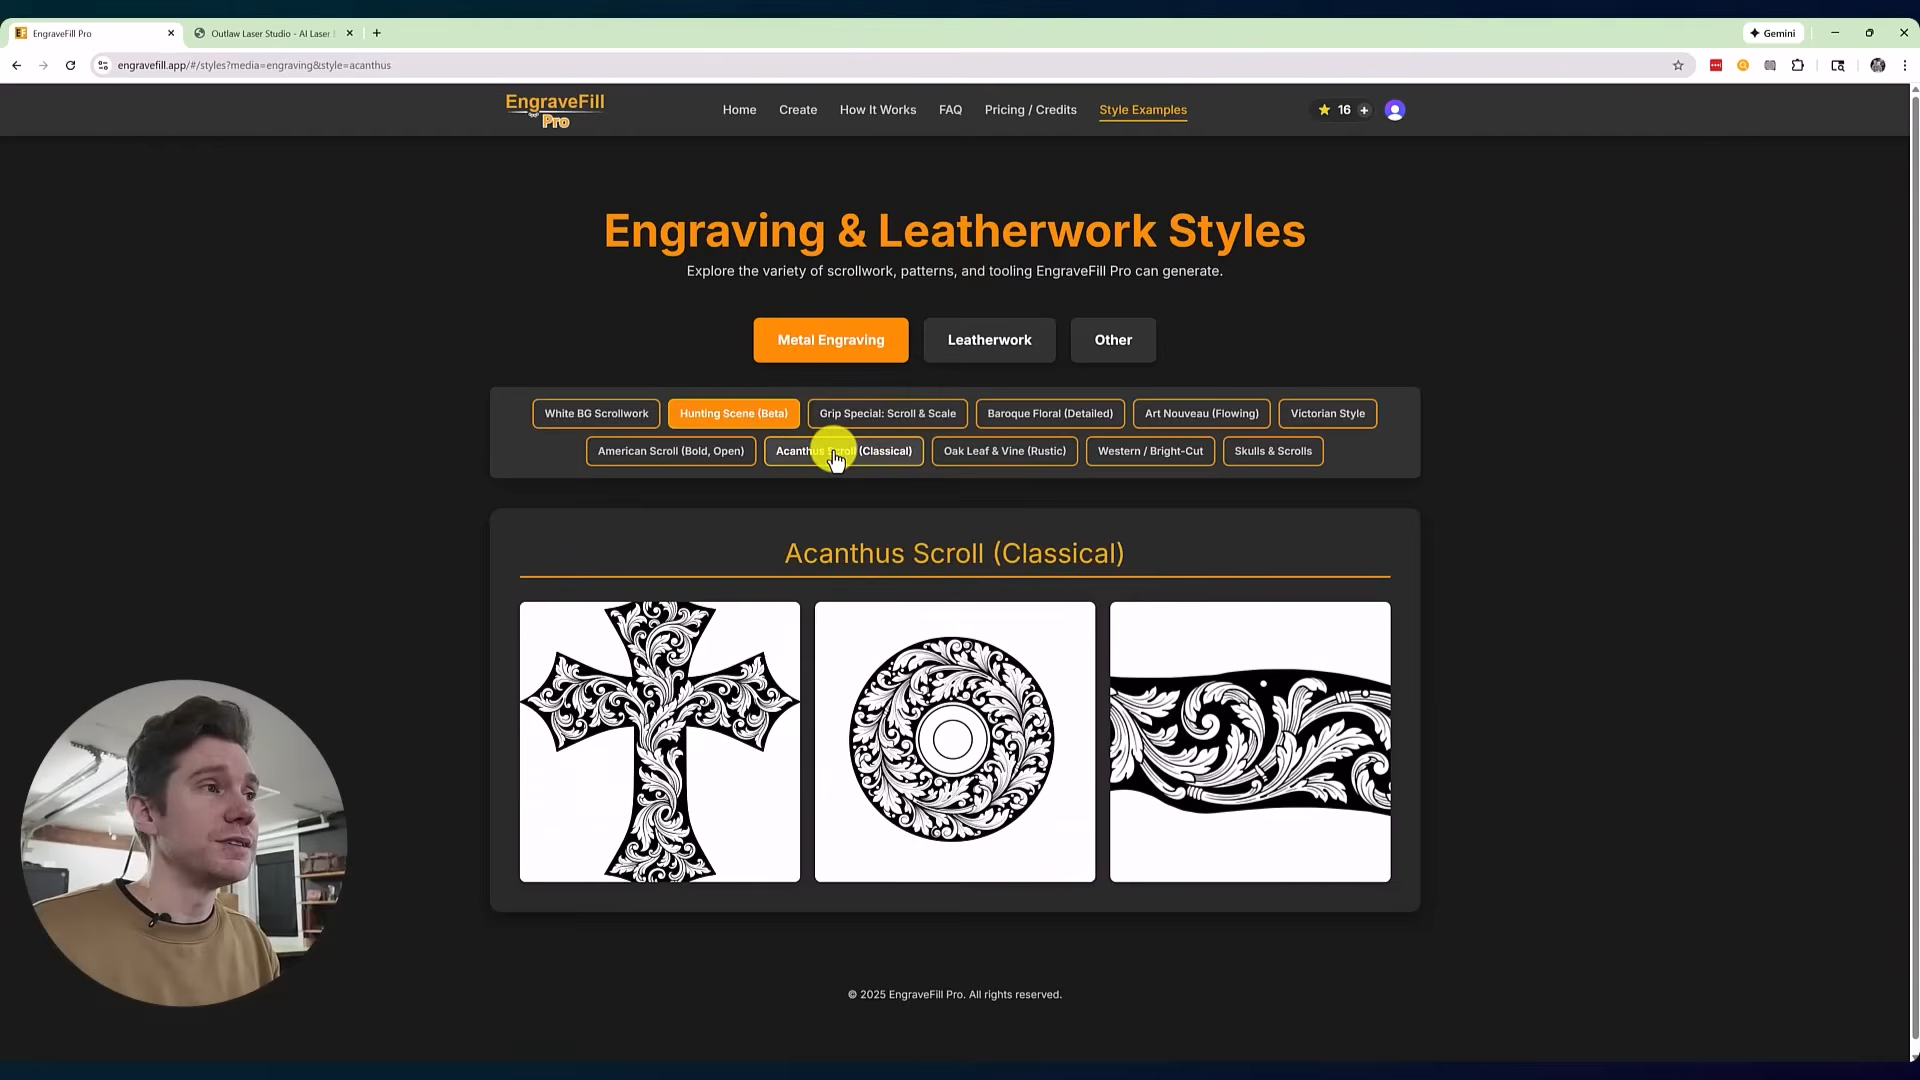 EngraveFill Pro
Outlaw Laser Studio - AI Laser
Gemini
engravefill.app/#/styles?media=engraving&style=acanthus
EngraveFill
Pro
Home
Create
How It Works
FAQ
Pricing / Credits
Style Examples
16
Engraving & Leatherwork Styles
Explore the variety of scrollwork, patterns, and tooling EngraveFill Pro can generate.
Metal Engraving
Leatherwork
Other
White BG Scrollwork
Hunting Scene (Beta)
Grip Special: Scroll & Scale
Baroque Floral (Detailed)
Art Nouveau (Flowing)
Victorian Style
American Scroll (Bold, Open)
Acanthus Scroll (Classical)
Oak Leaf & Vine (Rustic)
Western / Bright-Cut
Skulls & Scrolls
Acanthus Scroll (Classical)
© 2025 EngraveFill Pro. All rights reserved.